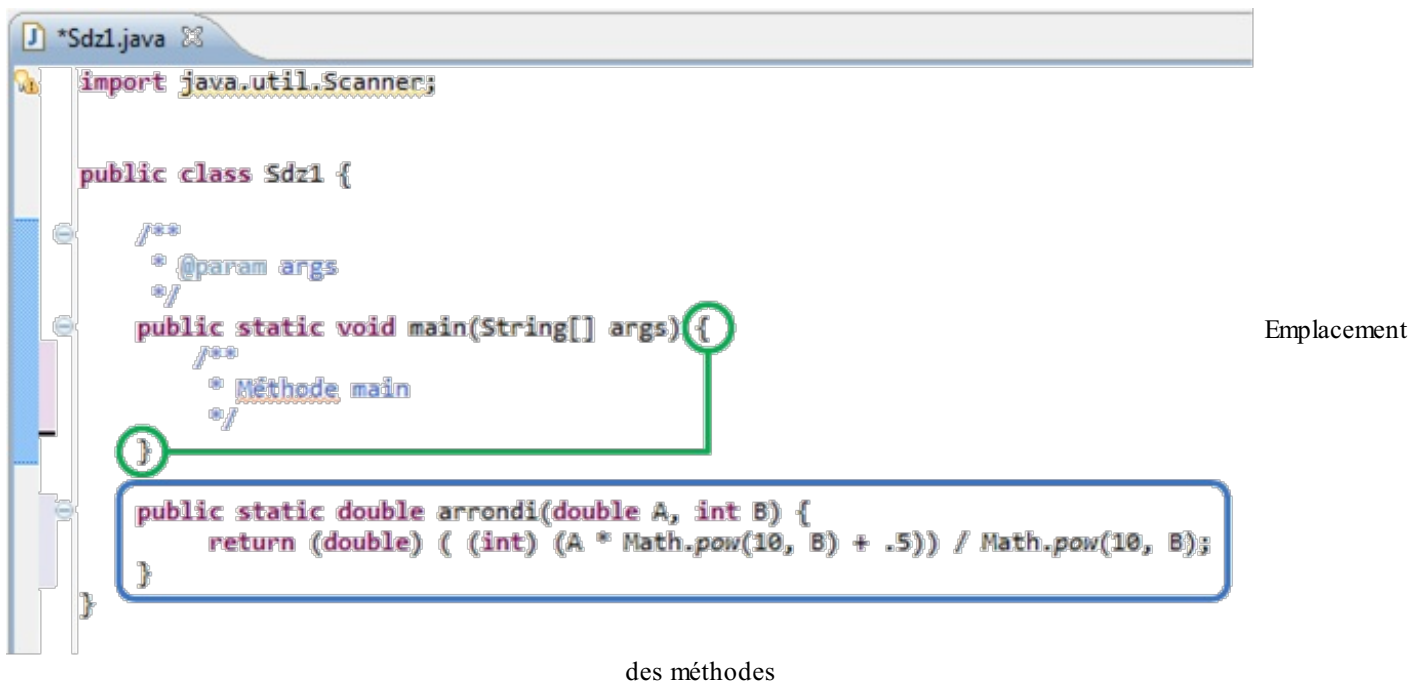 *Sdz1.java
import java.util.Scanner;
public class Sdz1 {
/**
* @param args
*/
public static void main(String[] args) {
/**
* Méthode main
*/
}
public static double arrondi(double A, int B) {
return (double) ( (int) (A * Math.pow(10, B) + .5)) / Math.pow(10, B);
}
}
Emplacement
des méthodes